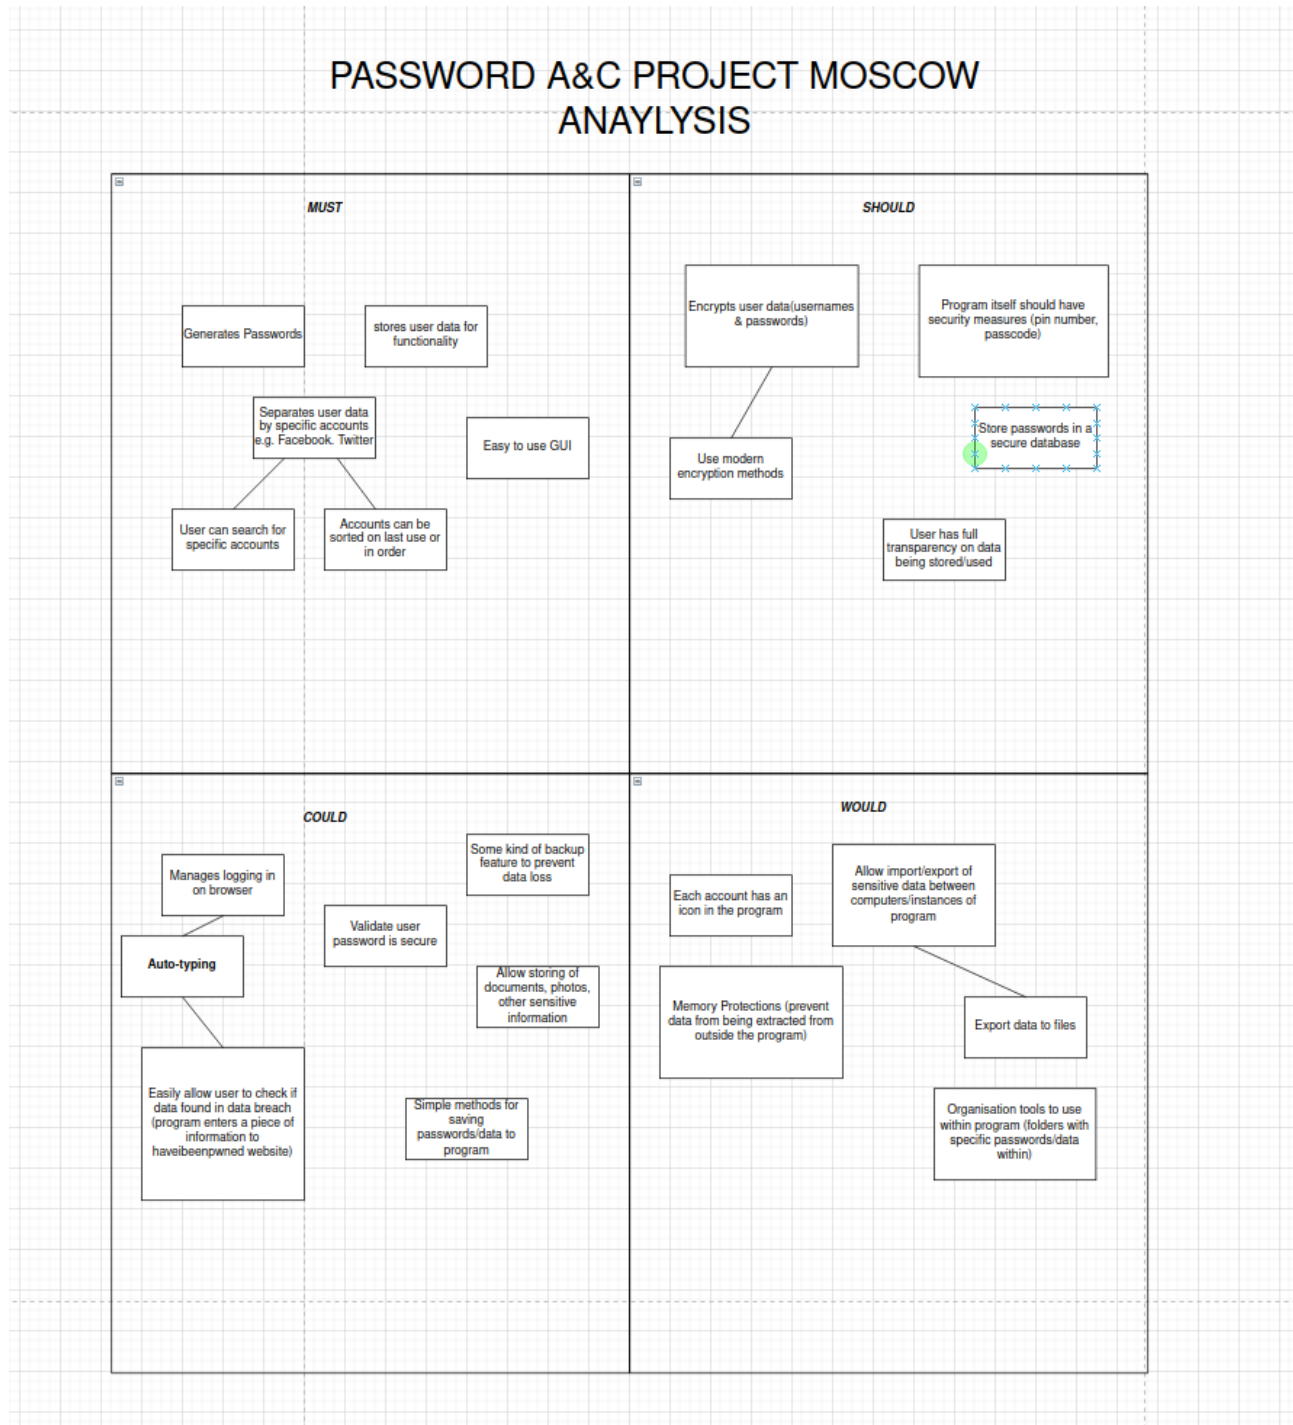 PASSWORD A&C PROJECT MOSCOW
ANAYLYSIS
MUST
Generates Passwords
stores user data for
functionality
Separates user data
by specific accounts
e.g. Facebook. Twitter
Easy to use GUI
User can search for
specific accounts
Accounts can be
sorted on last use or
in order
SHOULD
Encrypts user data(usernames
& passwords)
Program itself should have
security measures (pin number,
passcode)
Store passwords in a
secure database
Use modern
encryption methods
User has full
transparency on data
being stored/used
COULD
Some kind of backup
feature to prevent
data loss
Manages logging in
on browser
Validate user
password is secure
Auto-typing
Allow storing of
documents, photos,
other sensitive
information
Easily allow user to check if
data found in data breach
(program enters a piece of
information to
haveibeenpwned website)
Simple methods for
saving
passwords/data to
program
WOULD
Allow import/export of
sensitive data between
computers/instances of
program
Each account has an
icon in the program
Memory Protections (prevent
data from being extracted from
outside the program)
Export data to files
Organisation tools to use
within program (folders with
specific passwords/data
within)